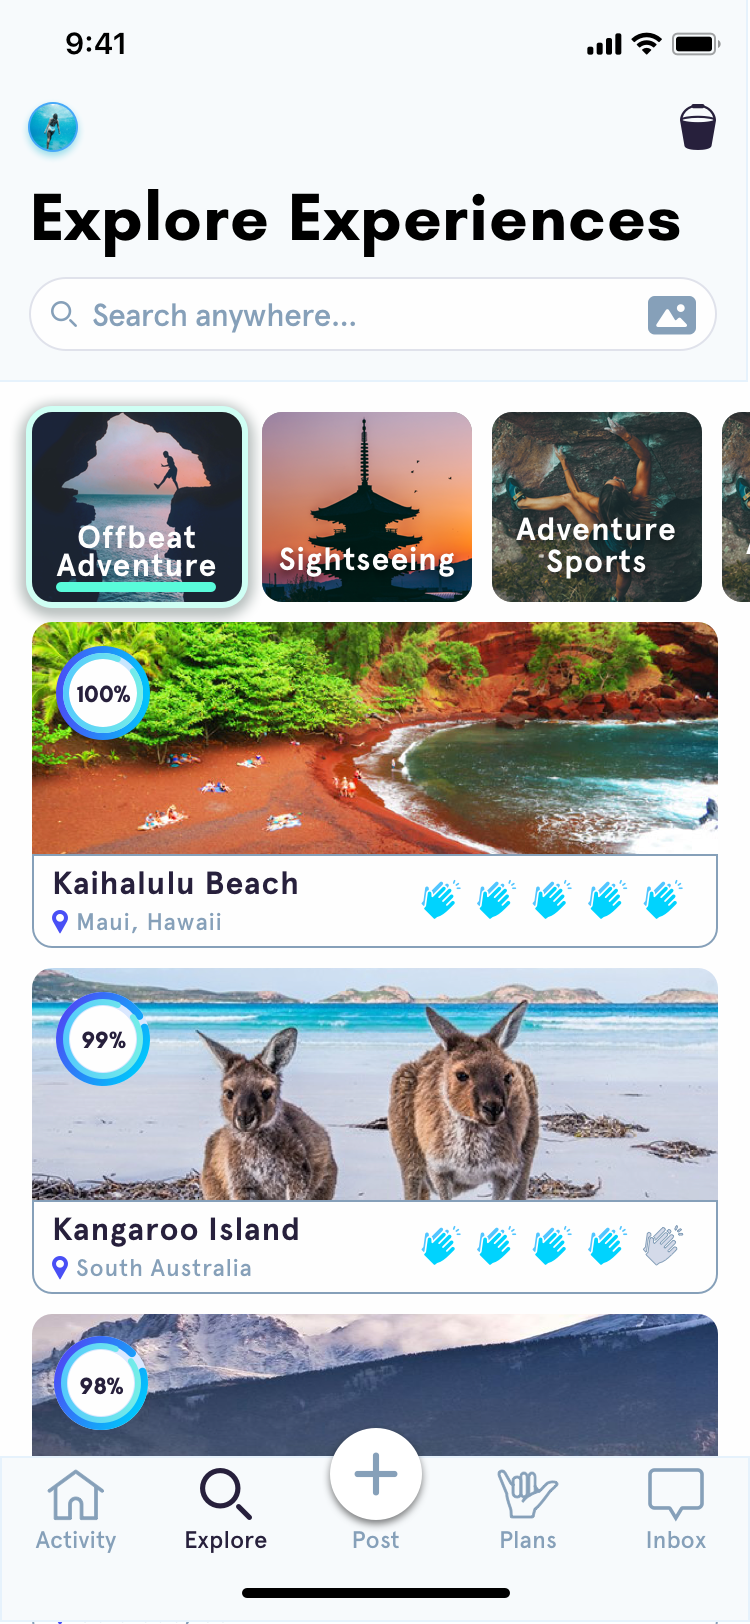 9:41
Explore Experiences
Search anywhere...
Offbeat
Adventure
Sightseeing
Adventure
Sports
100%
Kaihalulu Beach
Maui, Hawaii
99%
Kangaroo Island
South Australia
98%
Activity
Explore
Post
Plans
Inbox